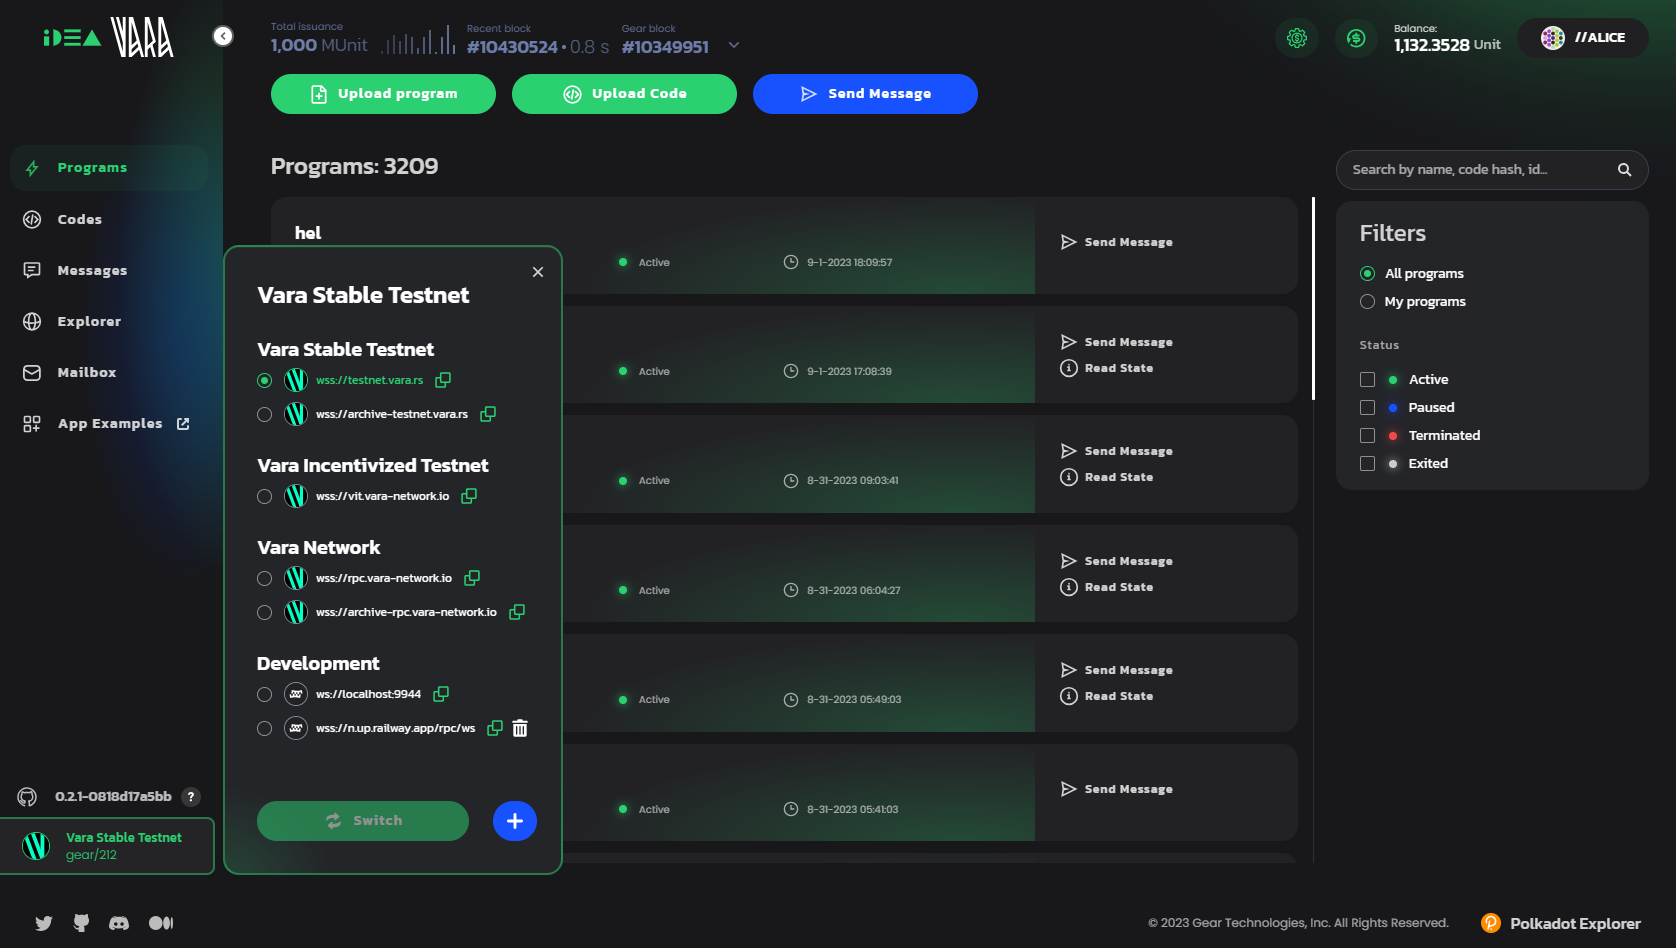 iDEA VARA
Total issuance
1,000 MUnit
Recent block
#10430524 • 0.8 s
Gear block
#10349951
Balance:
1,132.3528 Unit
//ALICE
Upload program
Upload Code
Send Message
Programs
Codes
Messages
Explorer
Mailbox
App Examples
0.2.1-0818d17a5bb ?
Vara Stable Testnet
gear/212
Programs: 3209
hel
Active
9-1-2023 18:09:57
Send Message
Active
9-1-2023 17:08:39
Send Message
Read State
Active
8-31-2023 09:03:41
Send Message
Read State
Active
8-31-2023 06:04:27
Send Message
Read State
Active
8-31-2023 05:49:03
Send Message
Read State
Active
8-31-2023 05:41:03
Send Message
Vara Stable Testnet
Vara Stable Testnet
wss://testnet.vara.rs
wss://archive-testnet.vara.rs
Vara Incentivized Testnet
wss://vit.vara-network.io
Vara Network
wss://rpc.vara-network.io
wss://archive-rpc.vara-network.io
Development
ws://localhost:9944
wss://n.up.railway.app/rpc/ws
Switch
Search by name, code hash, id...
Filters
All programs
My programs
Status
Active
Paused
Terminated
Exited
© 2023 Gear Technologies, Inc. All Rights Reserved.
Polkadot Explorer